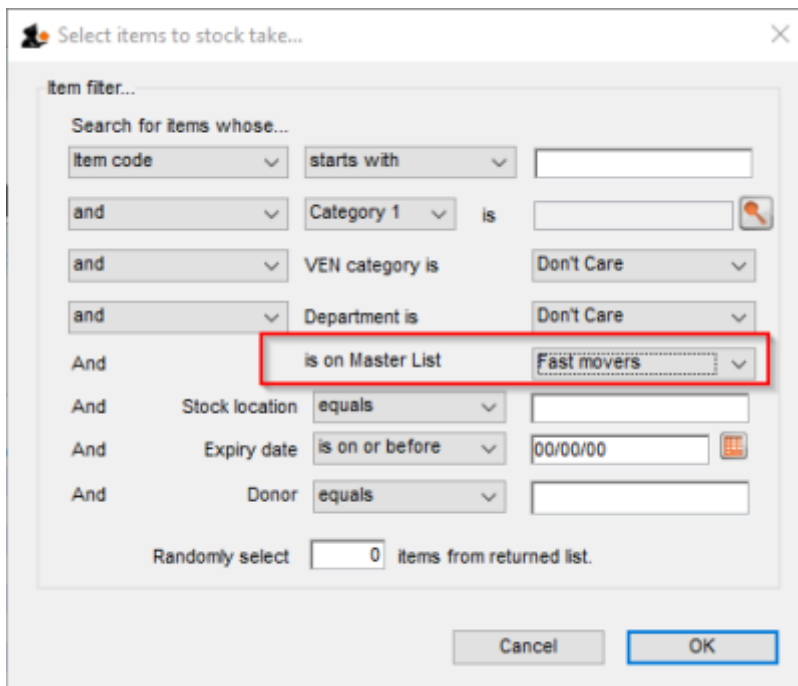 Select items to stock take...
Item filter...
Search for items whose...
Item code starts with
and Category 1 is
and VEN category is Don't Care
and Department is Don't Care
And is on Master List Fast movers
And Stock location equals
And Expiry date is on or before 00/00/00
And Donor equals
Randomly select 0 items from returned list.
Cancel OK